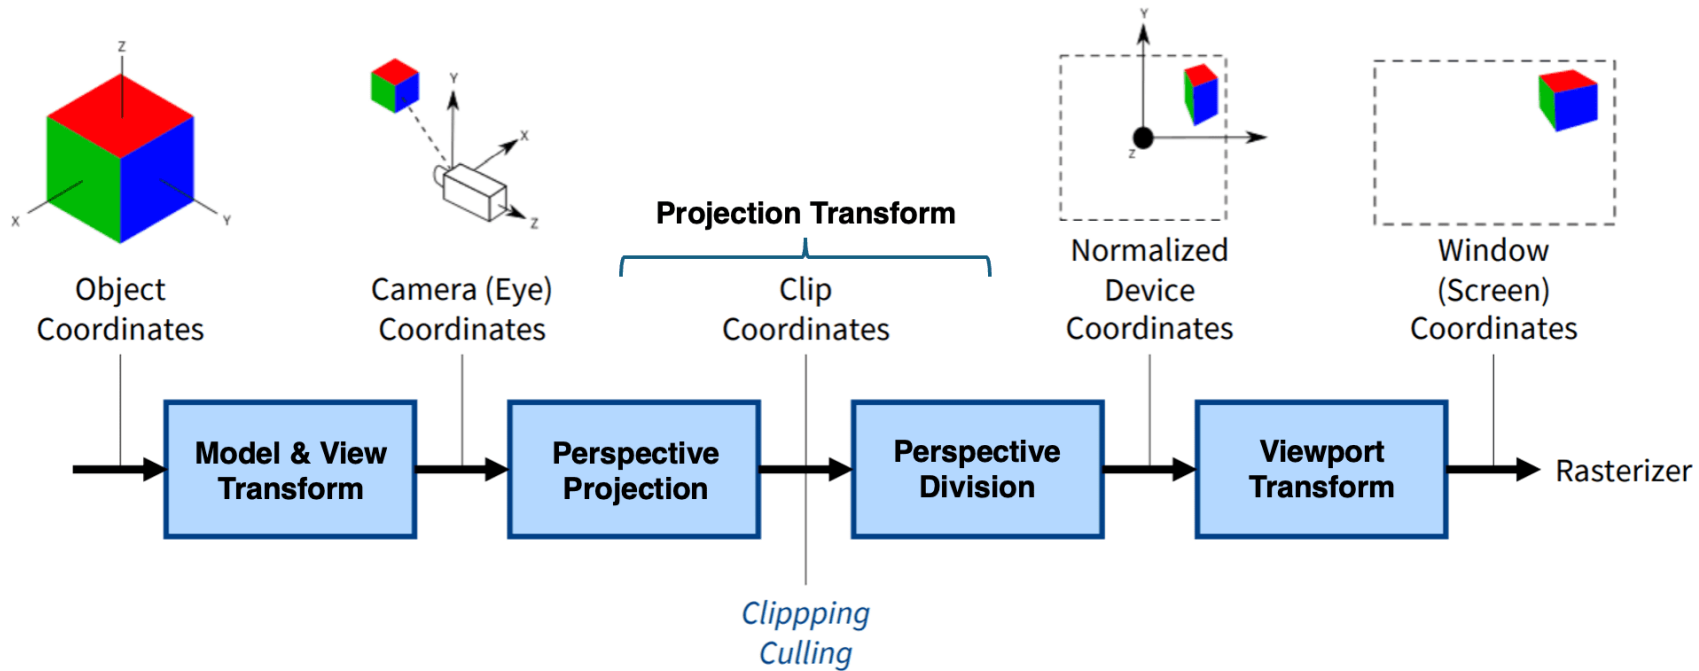 Z
X
Y
Object
Coordinates
Y
X
Z
Camera (Eye)
Coordinates
Projection Transform
Clip
Coordinates
Y
Z
Normalized
Device
Coordinates
Window
(Screen)
Coordinates
Model & View
Transform
Perspective
Projection
Perspective
Division
Viewport
Transform
Rasterizer
Clippping
Culling